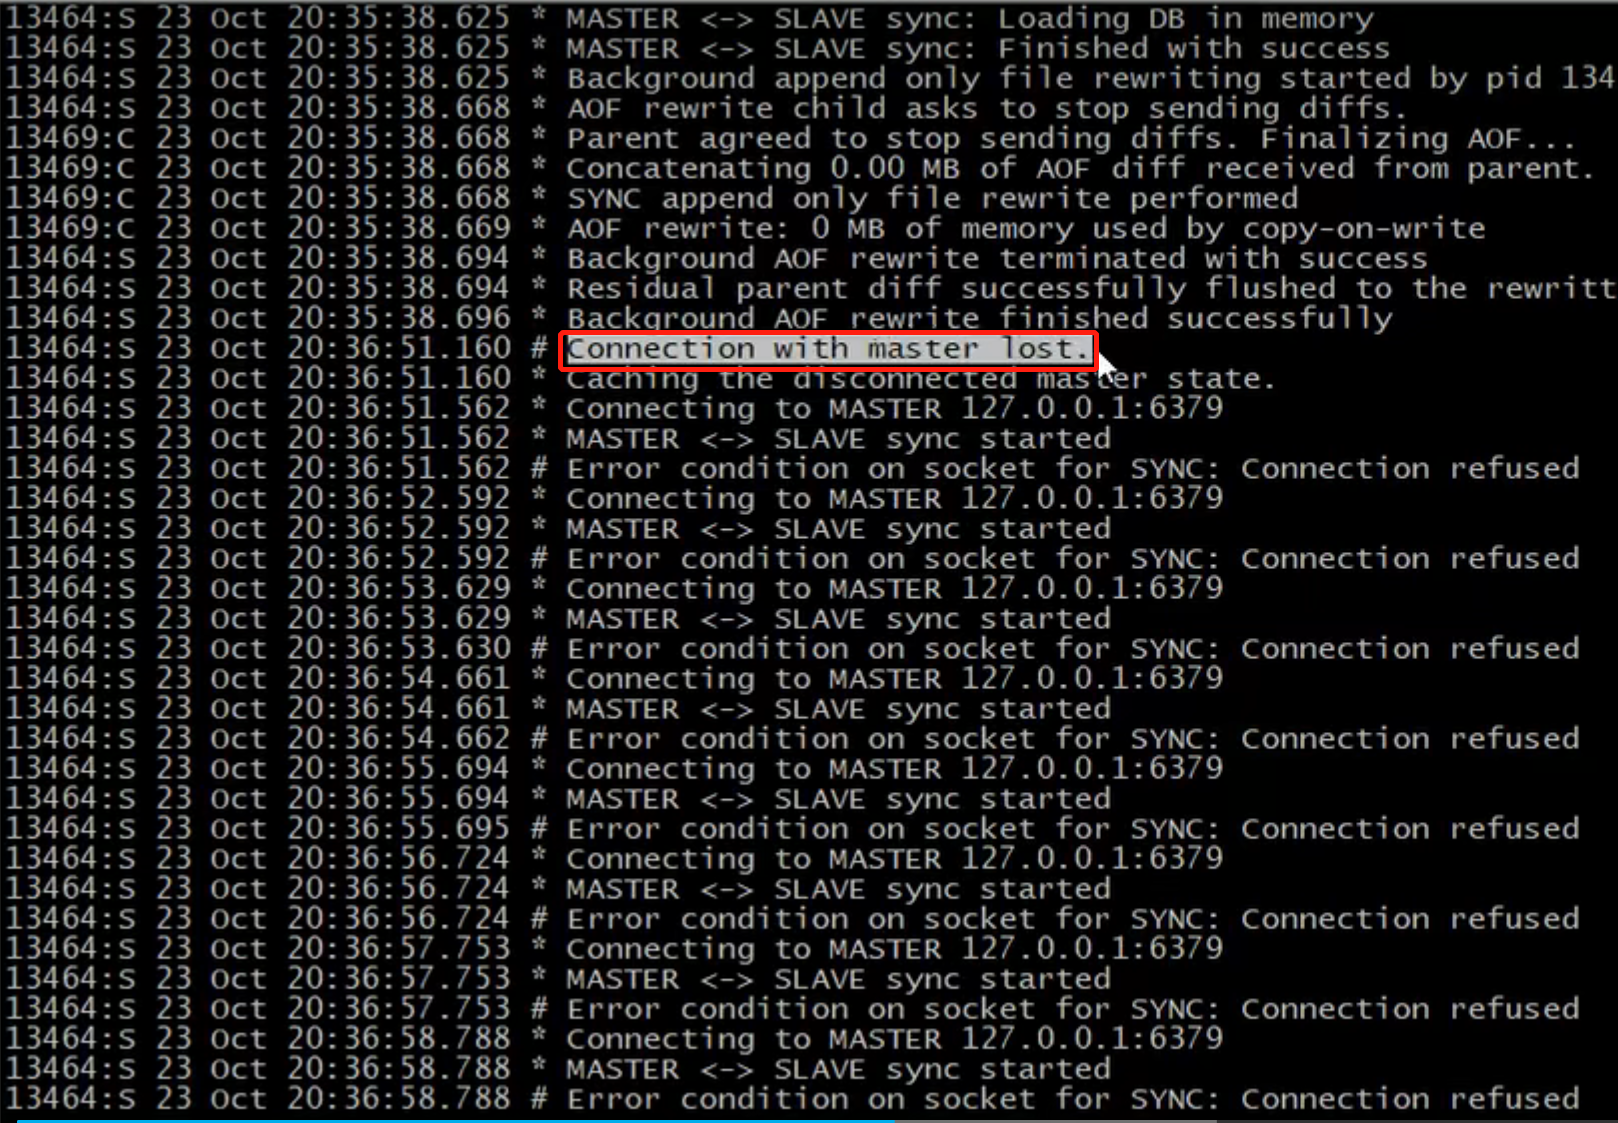 13464:S 23 Oct 20:35:38.625 * MASTER <-> SLAVE sync: Loading DB in memory
13464:S 23 Oct 20:35:38.625 * MASTER <-> SLAVE sync: Finished with success
13464:S 23 Oct 20:35:38.625 * Background append only file rewriting started by pid 134
13464:S 23 Oct 20:35:38.668 * AOF rewrite child asks to stop sending diffs.
13469:C 23 Oct 20:35:38.668 * Parent agreed to stop sending diffs. Finalizing AOF...
13469:C 23 Oct 20:35:38.668 * Concatenating 0.00 MB of AOF diff received from parent.
13469:C 23 Oct 20:35:38.668 * SYNC append only file rewrite performed
13469:C 23 Oct 20:35:38.669 * AOF rewrite: 0 MB of memory used by copy-on-write
13464:S 23 Oct 20:35:38.694 * Background AOF rewrite terminated with success
13464:S 23 Oct 20:35:38.694 * Residual parent diff successfully flushed to the rewritt
13464:S 23 Oct 20:35:38.696 * Background AOF rewrite finished successfully
13464:S 23 Oct 20:36:51.160 # Connection with master lost.
13464:S 23 Oct 20:36:51.160 * Caching the disconnected master state.
13464:S 23 Oct 20:36:51.562 * Connecting to MASTER 127.0.0.1:6379
13464:S 23 Oct 20:36:51.562 * MASTER <-> SLAVE sync started
13464:S 23 Oct 20:36:51.562 # Error condition on socket for SYNC: Connection refused
13464:S 23 Oct 20:36:52.592 * Connecting to MASTER 127.0.0.1:6379
13464:S 23 Oct 20:36:52.592 * MASTER <-> SLAVE sync started
13464:S 23 Oct 20:36:52.592 # Error condition on socket for SYNC: Connection refused
13464:S 23 Oct 20:36:53.629 * Connecting to MASTER 127.0.0.1:6379
13464:S 23 Oct 20:36:53.629 * MASTER <-> SLAVE sync started
13464:S 23 Oct 20:36:53.630 # Error condition on socket for SYNC: Connection refused
13464:S 23 Oct 20:36:54.661 * Connecting to MASTER 127.0.0.1:6379
13464:S 23 Oct 20:36:54.661 * MASTER <-> SLAVE sync started
13464:S 23 Oct 20:36:54.662 # Error condition on socket for SYNC: Connection refused
13464:S 23 Oct 20:36:55.694 * Connecting to MASTER 127.0.0.1:6379
13464:S 23 Oct 20:36:55.694 * MASTER <-> SLAVE sync started
13464:S 23 Oct 20:36:55.695 # Error condition on socket for SYNC: Connection refused
13464:S 23 Oct 20:36:56.724 * Connecting to MASTER 127.0.0.1:6379
13464:S 23 Oct 20:36:56.724 * MASTER <-> SLAVE sync started
13464:S 23 Oct 20:36:56.724 # Error condition on socket for SYNC: Connection refused
13464:S 23 Oct 20:36:57.753 * Connecting to MASTER 127.0.0.1:6379
13464:S 23 Oct 20:36:57.753 * MASTER <-> SLAVE sync started
13464:S 23 Oct 20:36:57.753 # Error condition on socket for SYNC: Connection refused
13464:S 23 Oct 20:36:58.788 * Connecting to MASTER 127.0.0.1:6379
13464:S 23 Oct 20:36:58.788 * MASTER <-> SLAVE sync started
13464:S 23 Oct 20:36:58.788 # Error condition on socket for SYNC: Connection refused